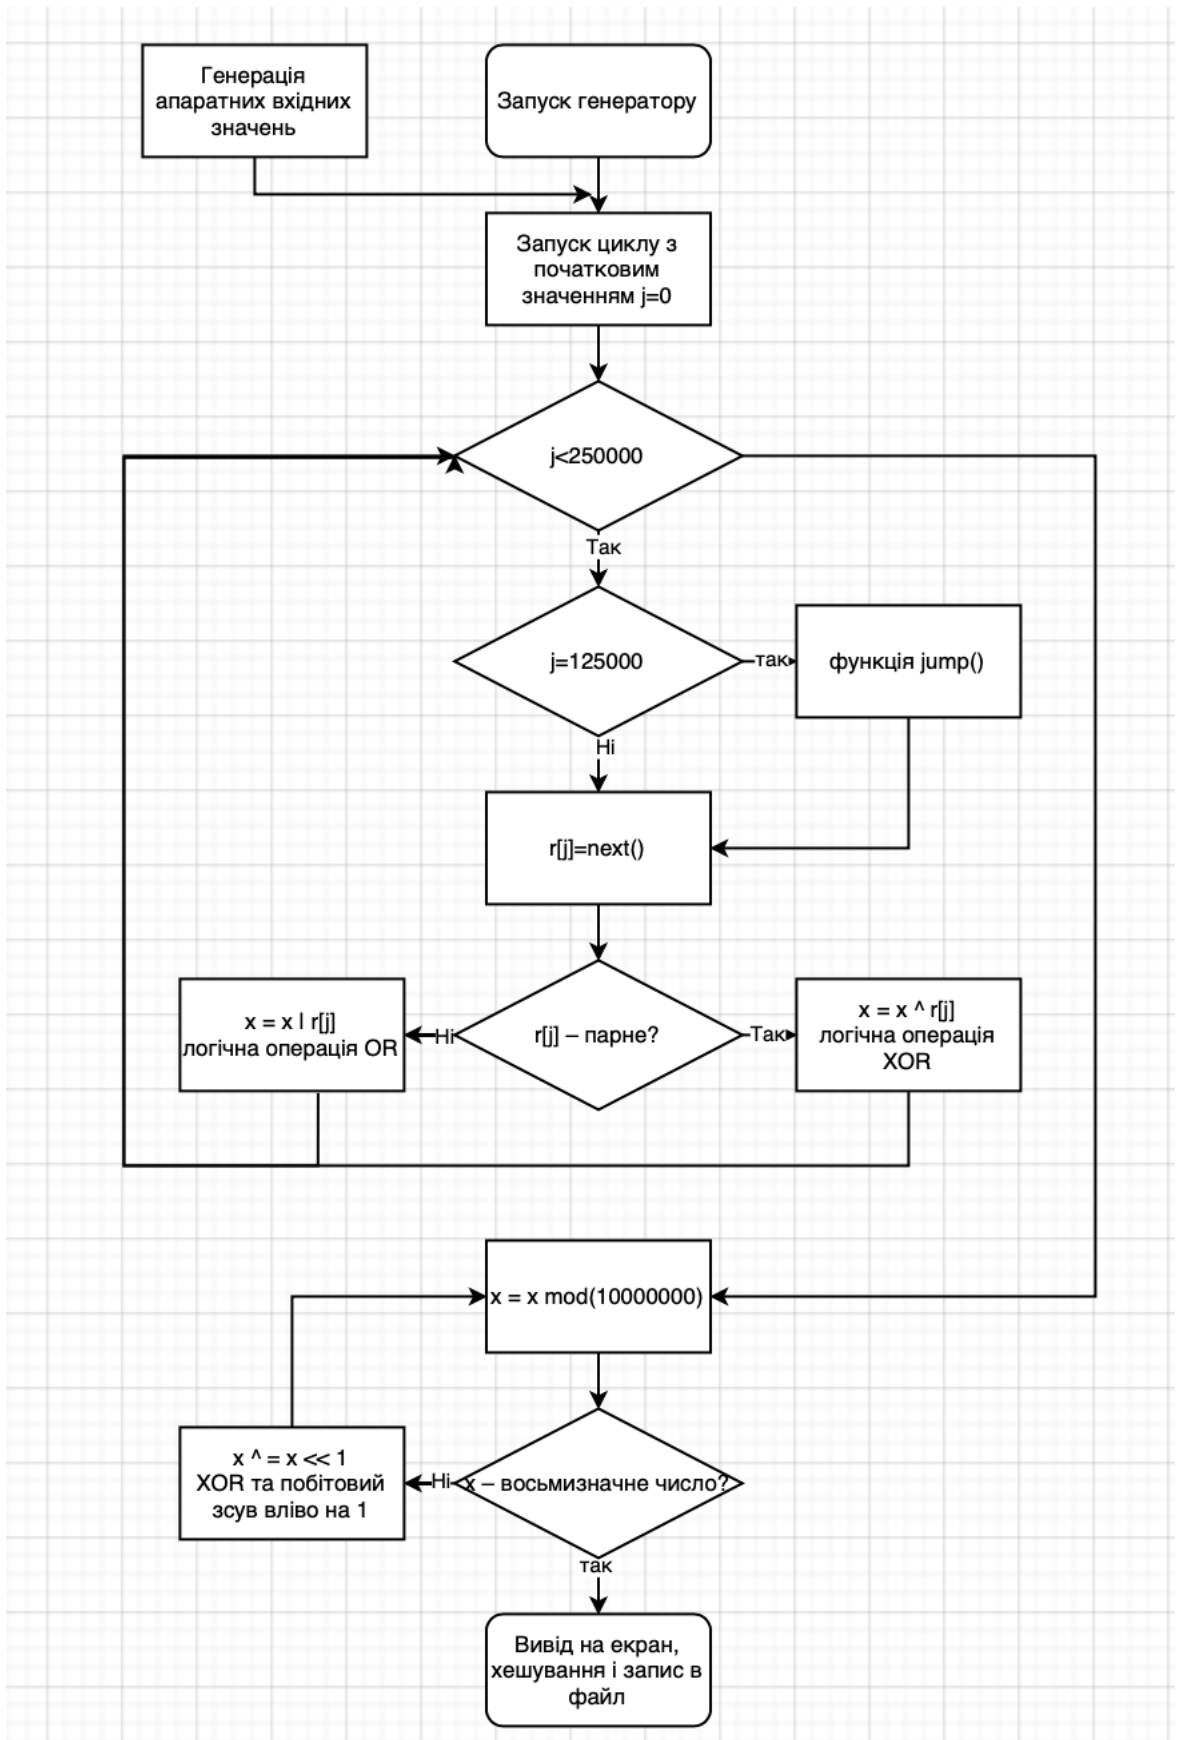 Генерація
апаратних вхідних
значень
Запуск генератору
Запуск циклу з
початковим
значенням j=0
j<250000
Так
j=125000
так
функція jump()
Ні
r[j]=next()
x = x | r[j]
логічна операція OR
Ні
r[j] – парне?
Так
x = x ^ r[j]
логічна операція
XOR
x = x mod(10000000)
x ^ = x << 1
XOR та побітовий
зсув вліво на 1
Ні
x – восьмизначне число?
так
Вивід на екран,
хешування і запис в
файл